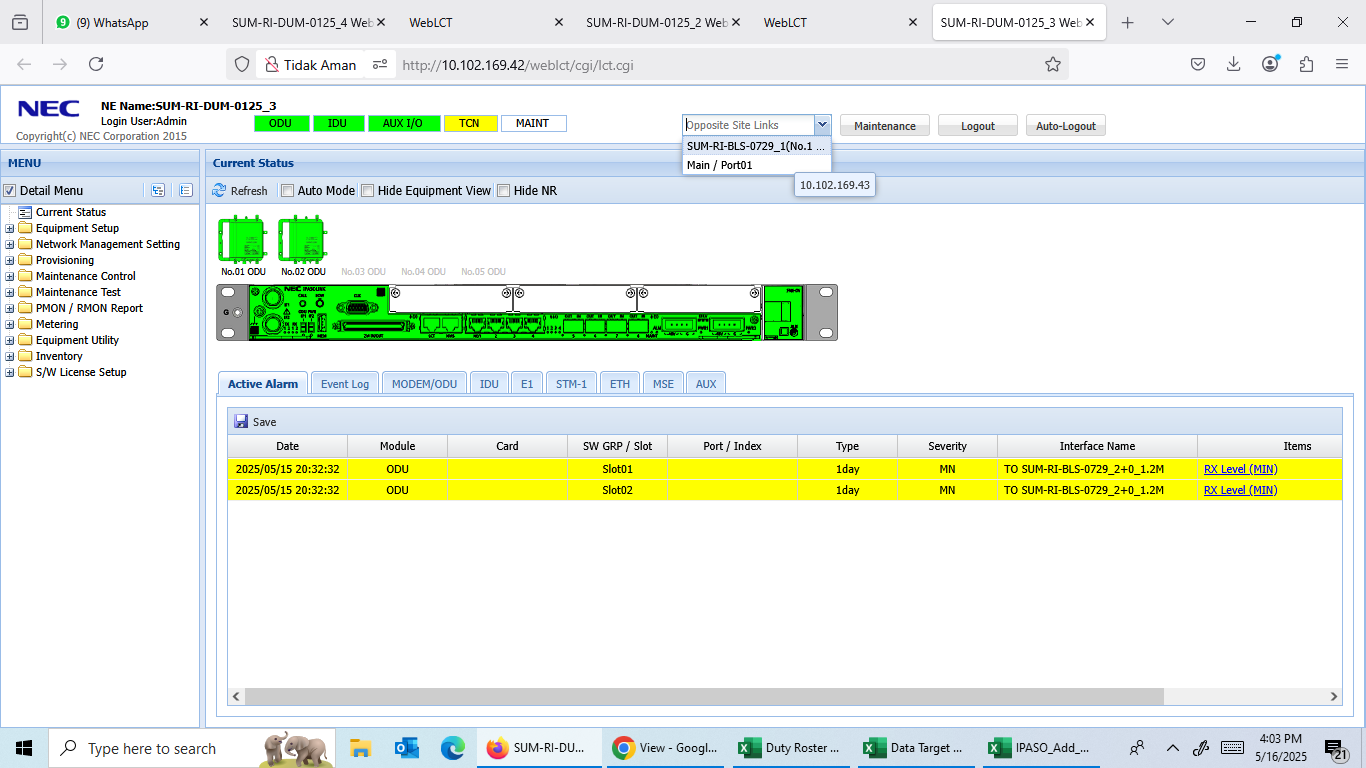 (9) WhatsApp
SUM-RI-DUM-0125_4 Web
WebLCT
SUM-RI-DUM-0125_2 Web
WebLCT
SUM-RI-DUM-0125_3 Web
Tidak Aman
http://10.102.169.42/weblct/cgi/lct.cgi
NEC
NE Name:SUM-RI-DUM-0125_3
Login User:Admin
Copyright(c) NEC Corporation 2015
ODU
IDU
AUX I/O
TCN
MAINT
Opposite Site Links
Maintenance
Logout
Auto-Logout
SUM-RI-BLS-0729_1(No.1 ...
Main / Port01
10.102.169.43
MENU
Current Status
Detail Menu
Refresh
Auto Mode
Hide Equipment View
Hide NR
Current Status
Equipment Setup
Network Management Setting
Provisioning
Maintenance Control
Maintenance Test
PMON / RMON Report
Metering
Equipment Utility
Inventory
S/W License Setup
No.01 ODU
No.02 ODU
No.03 ODU
No.04 ODU
No.05 ODU
Active Alarm
Event Log
MODEM/ODU
IDU
E1
STM-1
ETH
MSE
AUX
Save
Date Module Card SW GRP / Slot Port / Index Type Severity Interface Name Items
2025/05/15 20:32:32 ODU Slot01 1day MN TO SUM-RI-BLS-0729_2+0_1.2M RX Level (MIN)
2025/05/15 20:32:32 ODU Slot02 1day MN TO SUM-RI-BLS-0729_2+0_1.2M RX Level (MIN)
Type here to search
SUM-RI-DU...
View - Googl...
Duty Roster ...
Data Target ...
IPASO_Add_...
4:03 PM
5/16/2025
21